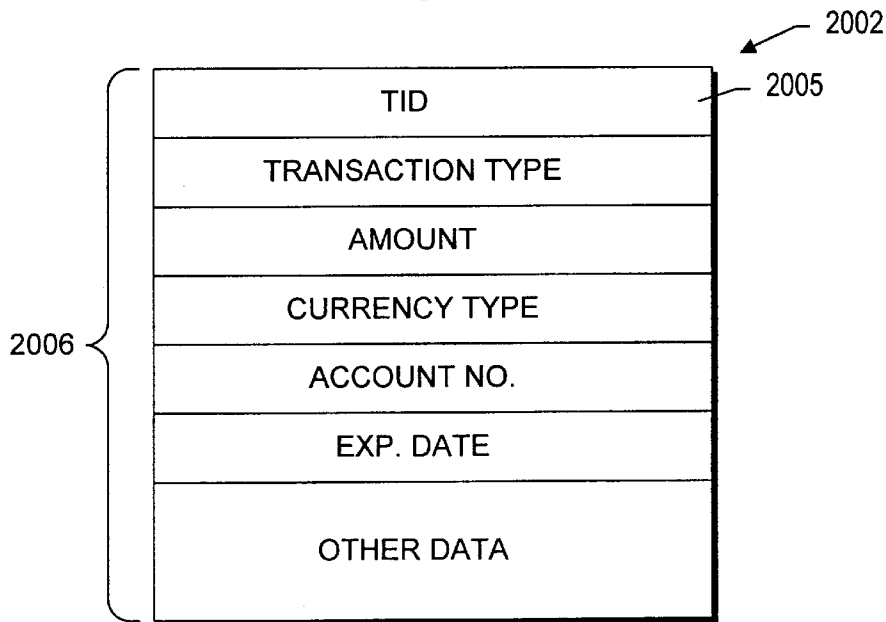 2002
TID
2005
TRANSACTION TYPE
AMOUNT
CURRENCY TYPE
2006
ACCOUNT NO.
EXP. DATE
OTHER DATA